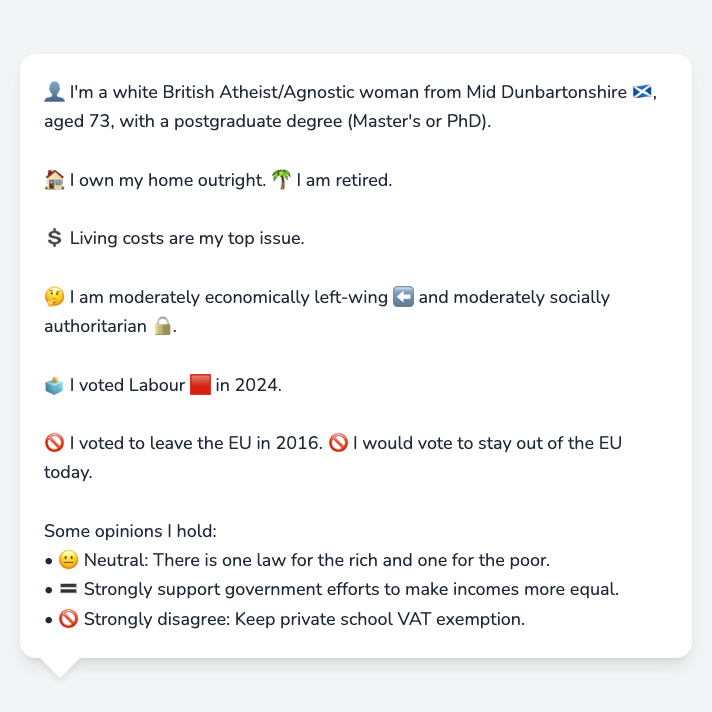 👤 I'm a white British Atheist/Agnostic woman from Mid Dunbartonshire 🏴󠁧󠁢󠁳󠁣󠁴󠁿,
aged 73, with a postgraduate degree (Master's or PhD).
🏠 I own my home outright. 🌴 I am retired.
💲 Living costs are my top issue.
🤔 I am moderately economically left-wing ⬅️ and moderately socially
authoritarian 🔒.
🗳️ I voted Labour 🟥 in 2024.
🚫 I voted to leave the EU in 2016. 🚫 I would vote to stay out of the EU
today.
Some opinions I hold:
• 😐 Neutral: There is one law for the rich and one for the poor.
• 🟰 Strongly support government efforts to make incomes more equal.
• 🚫 Strongly disagree: Keep private school VAT exemption.